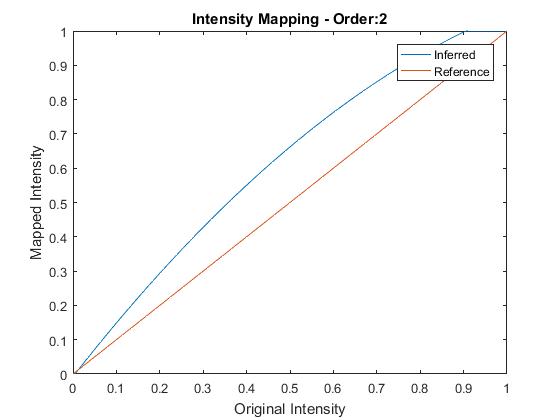 Intensity Mapping - Order:2
1
0.9
0.8
0.7
0.6
0.5
0.4
0.3
0.2
0.1
0
Mapped Intensity
Inferred
Reference
0 0.1 0.2 0.3 0.4 0.5 0.6 0.7 0.8 0.9 1
Original Intensity